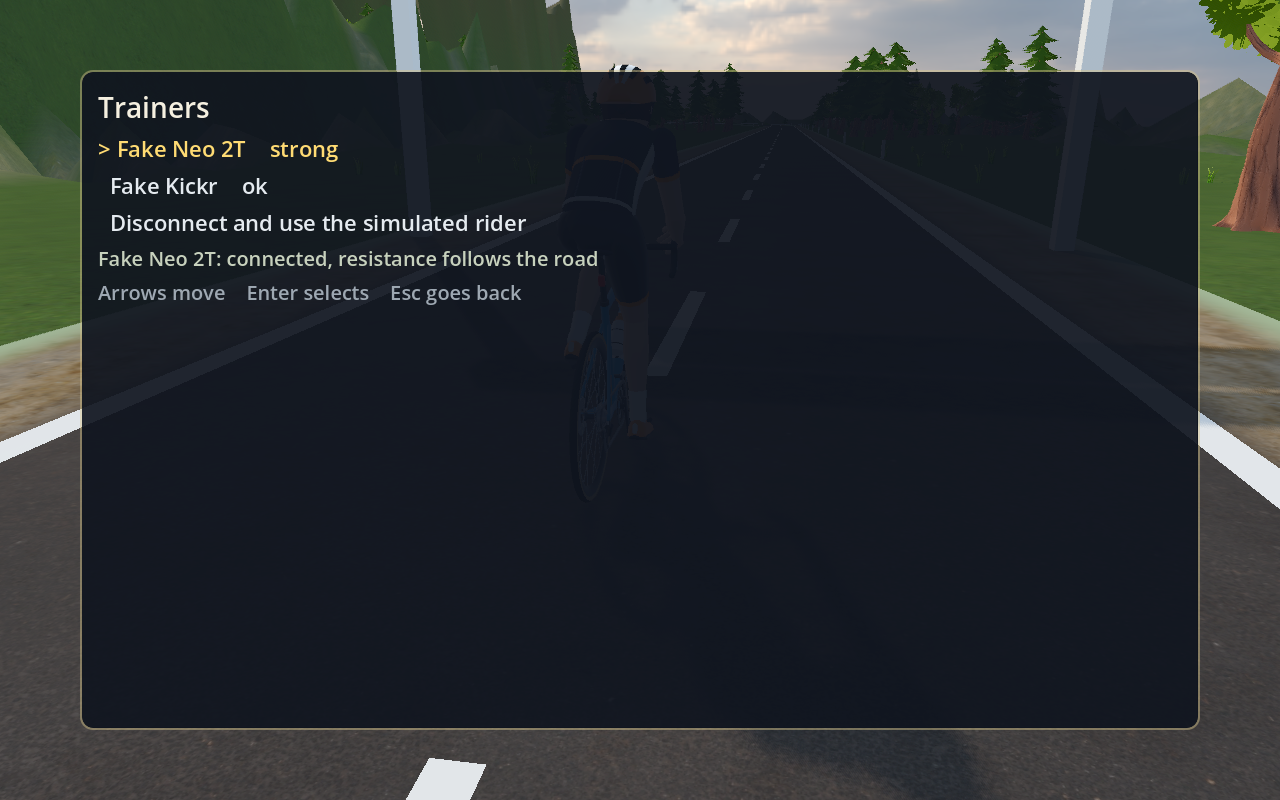 Trainers
> Fake Neo 2T strong
Fake Kickr ok
Disconnect and use the simulated rider
Fake Neo 2T: connected, resistance follows the road
Arrows move Enter selects Esc goes back